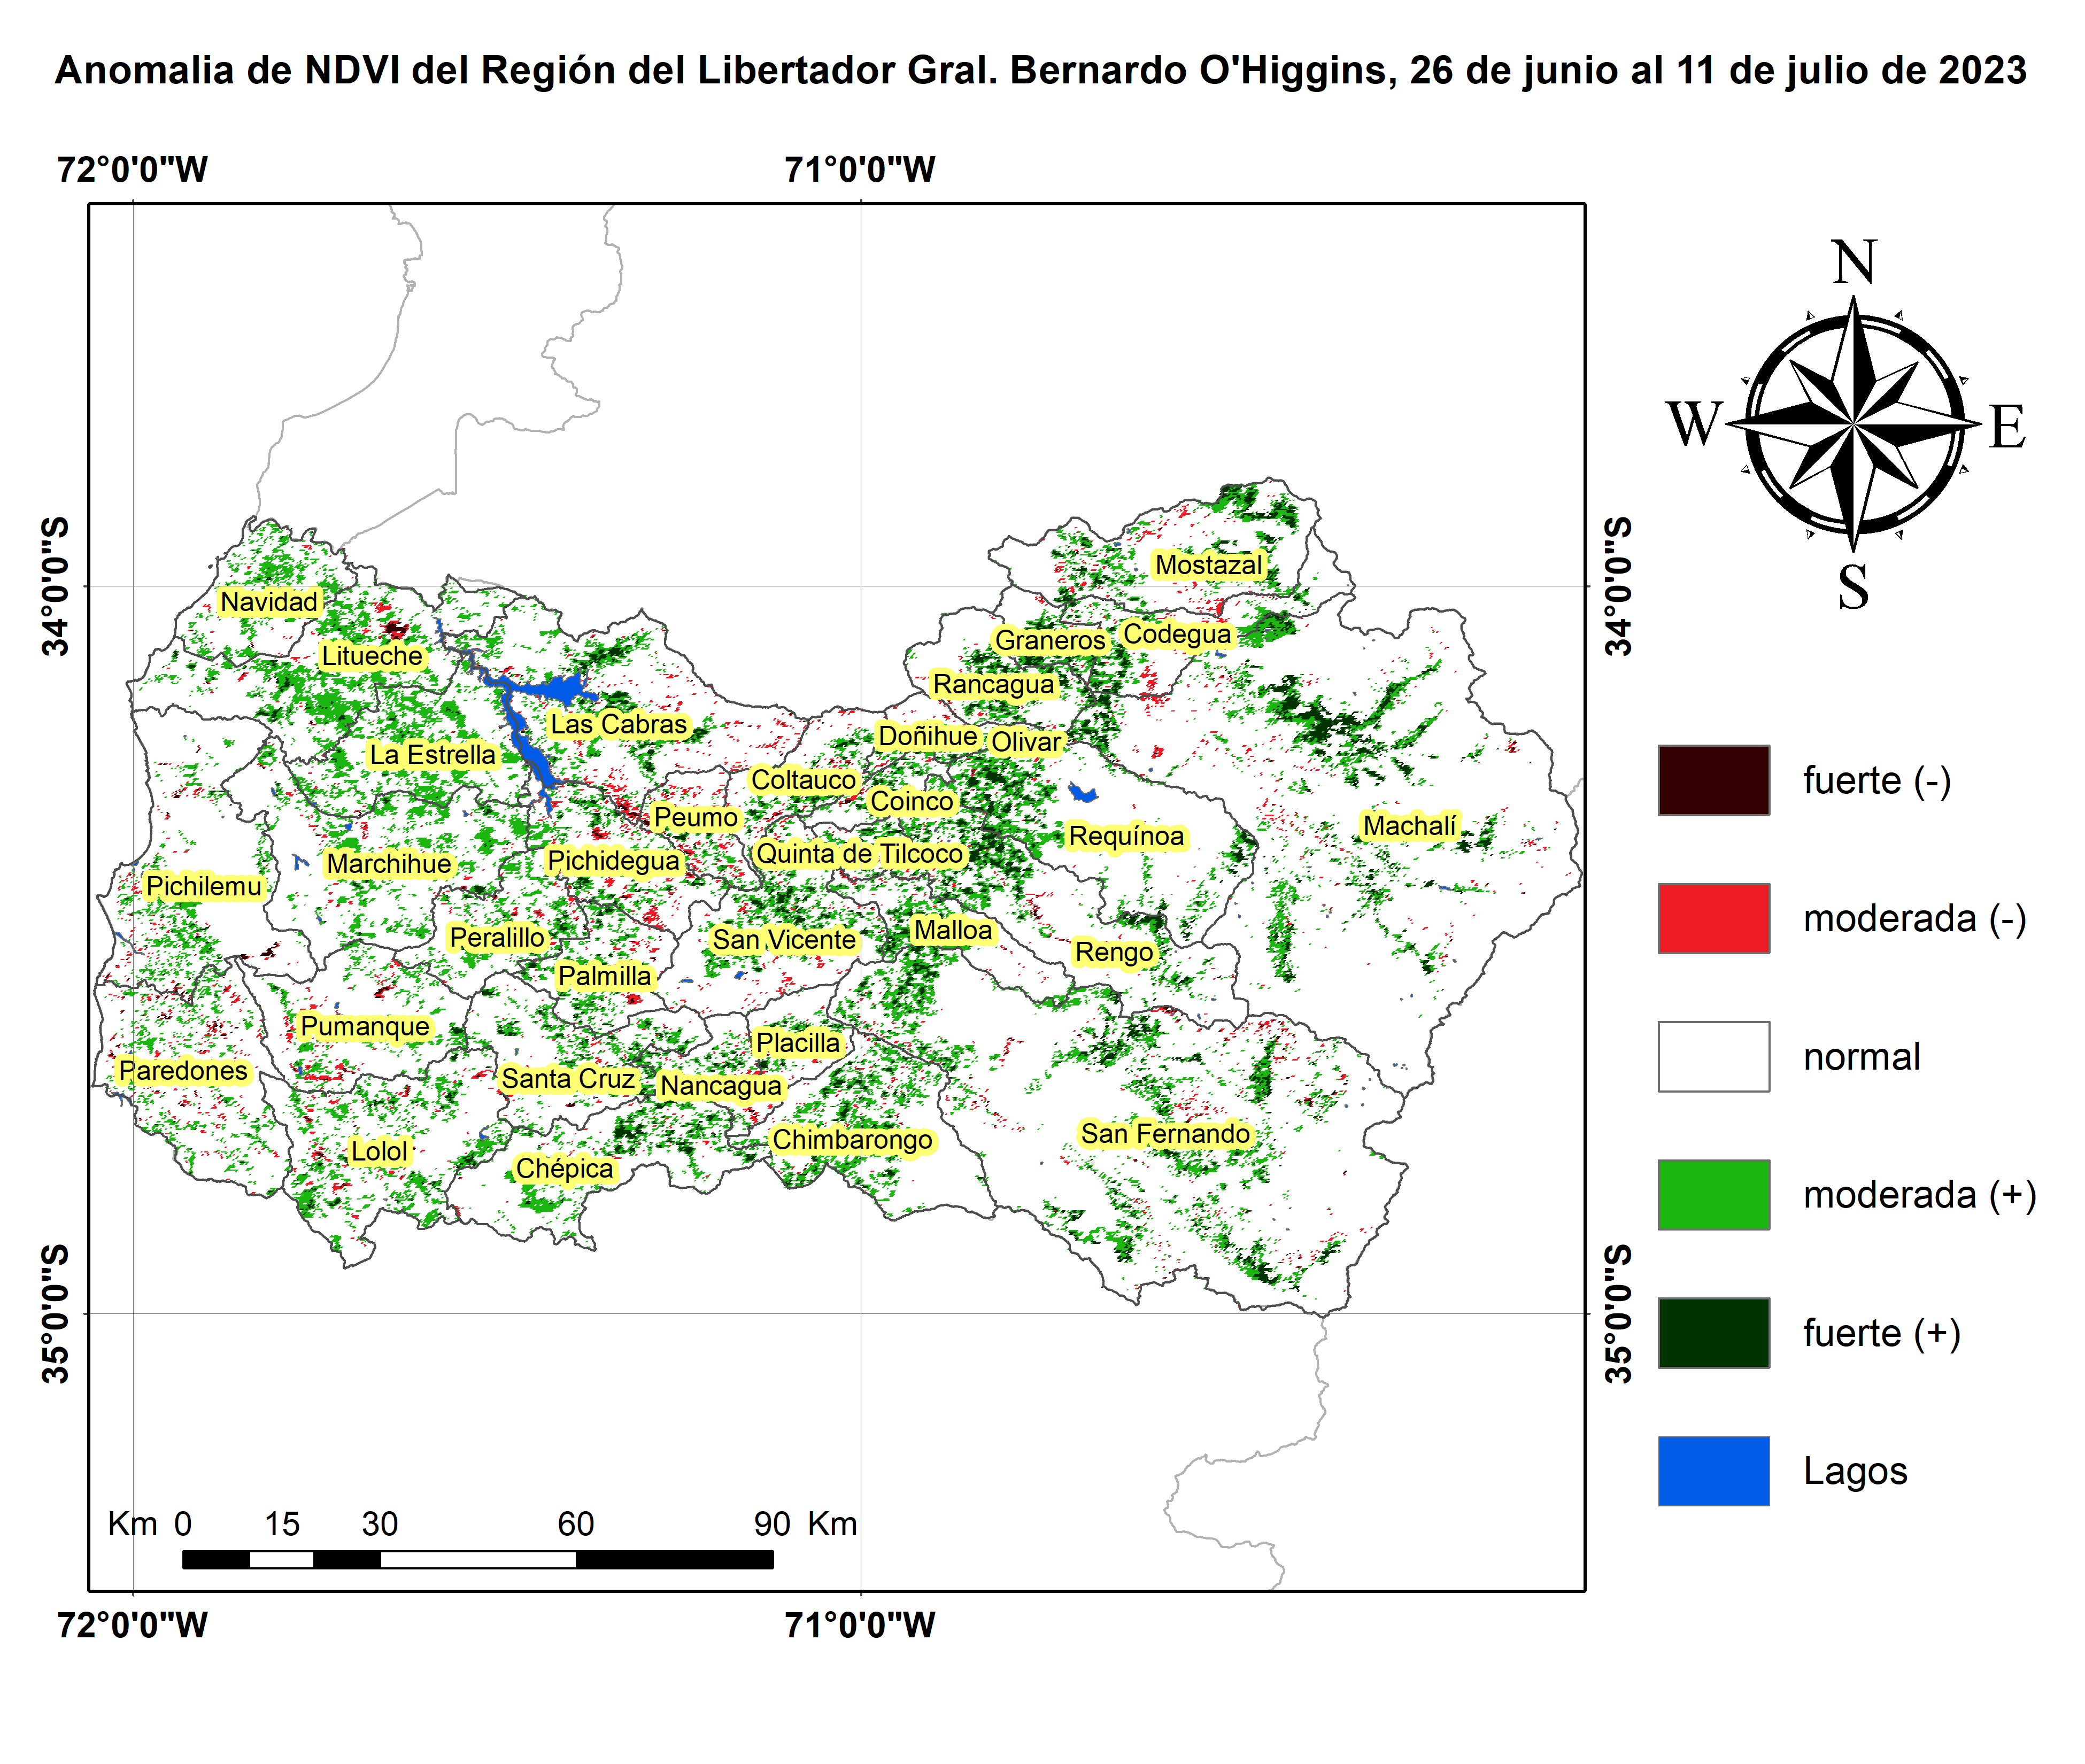 Anomalia de NDVI del Región del Libertador Gral. Bernardo O'Higgins, 26 de junio al 11 de julio de 2023
72°0'0"W
71°0'0"W
N
W
E
S
34°0'0"S
34°0'0"S
Mostazal
Navidad
Graneros
Codegua
Litueche
Rancagua
Las Cabras
Doñihue
Olivar
La Estrella
Coltauco
Coinco
Peumo
Machalí
Requínoa
Marchihue
Pichidegua
Quinta de Tilcoco
Pichilemu
Peralillo
San Vicente
Malloa
Rengo
Palmilla
Pumanque
Placilla
Paredones
Santa Cruz
Nancagua
Lolol
Chépica
Chimbarongo
San Fernando
35°0'0"S
35°0'0"S
fuerte (-)
moderada (-)
normal
moderada (+)
fuerte (+)
Lagos
Km 0 15 30 60 90 Km
72°0'0"W
71°0'0"W